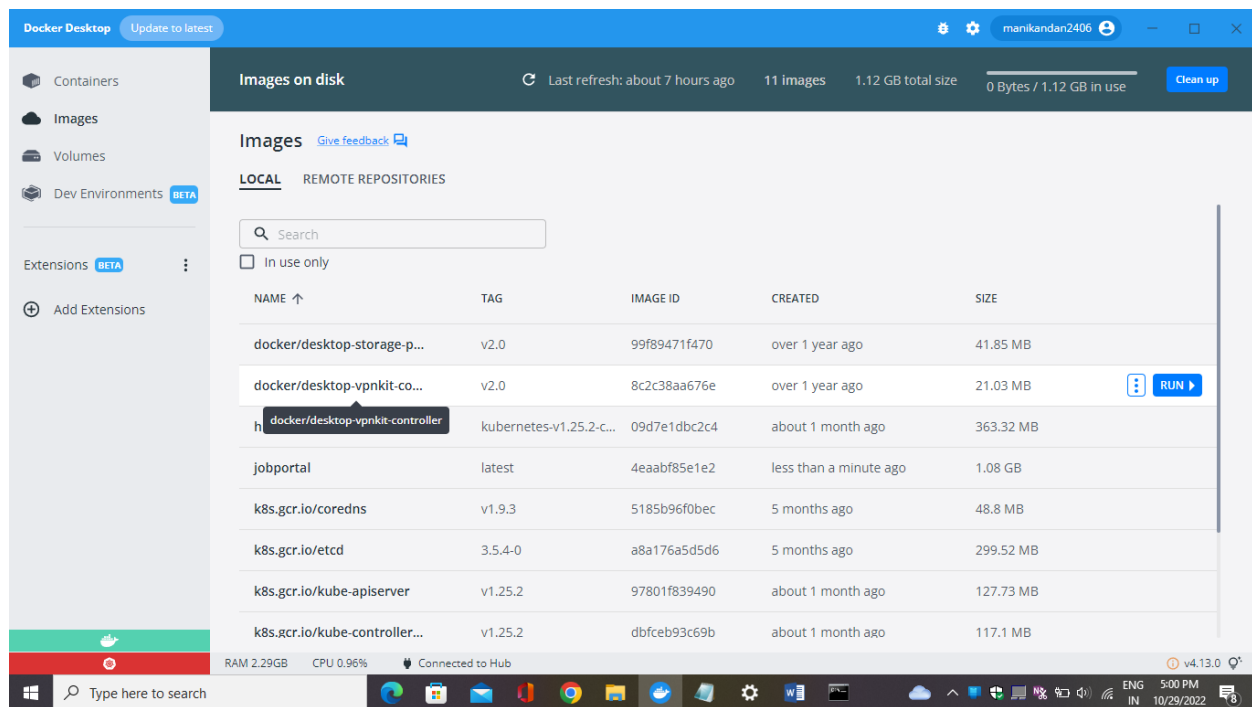 Docker Desktop Update to latest manikandan2406
Containers
Images
Volumes
Dev Environments BETA
Extensions BETA
Add Extensions
Images on disk Last refresh: about 7 hours ago 11 images 1.12 GB total size 0 Bytes / 1.12 GB in use Clean up
Images Give feedback
LOCAL REMOTE REPOSITORIES
Search
In use only
NAME TAG IMAGE ID CREATED SIZE
docker/desktop-storage-p... v2.0 99f89471f470 over 1 year ago 41.85 MB
docker/desktop-vpnkit-co... v2.0 8c2c38aa676e over 1 year ago 21.03 MB RUN
docker/desktop-vpnkit-controller
h kubernetes-v1.25.2-c... 09d7e1dbc2c4 about 1 month ago 363.32 MB
jobportal latest 4eaabf85e1e2 less than a minute ago 1.08 GB
k8s.gcr.io/coredns v1.9.3 5185b96f0bec 5 months ago 48.8 MB
k8s.gcr.io/etcd 3.5.4-0 a8a176a5d5d6 5 months ago 299.52 MB
k8s.gcr.io/kube-apiserver v1.25.2 97801f839490 about 1 month ago 127.73 MB
k8s.gcr.io/kube-controller... v1.25.2 dbfceb93c69b about 1 month ago 117.1 MB
RAM 2.29GB CPU 0.96% Connected to Hub v4.13.0
Type here to search ENG 5:00 PM
IN 10/29/2022 8